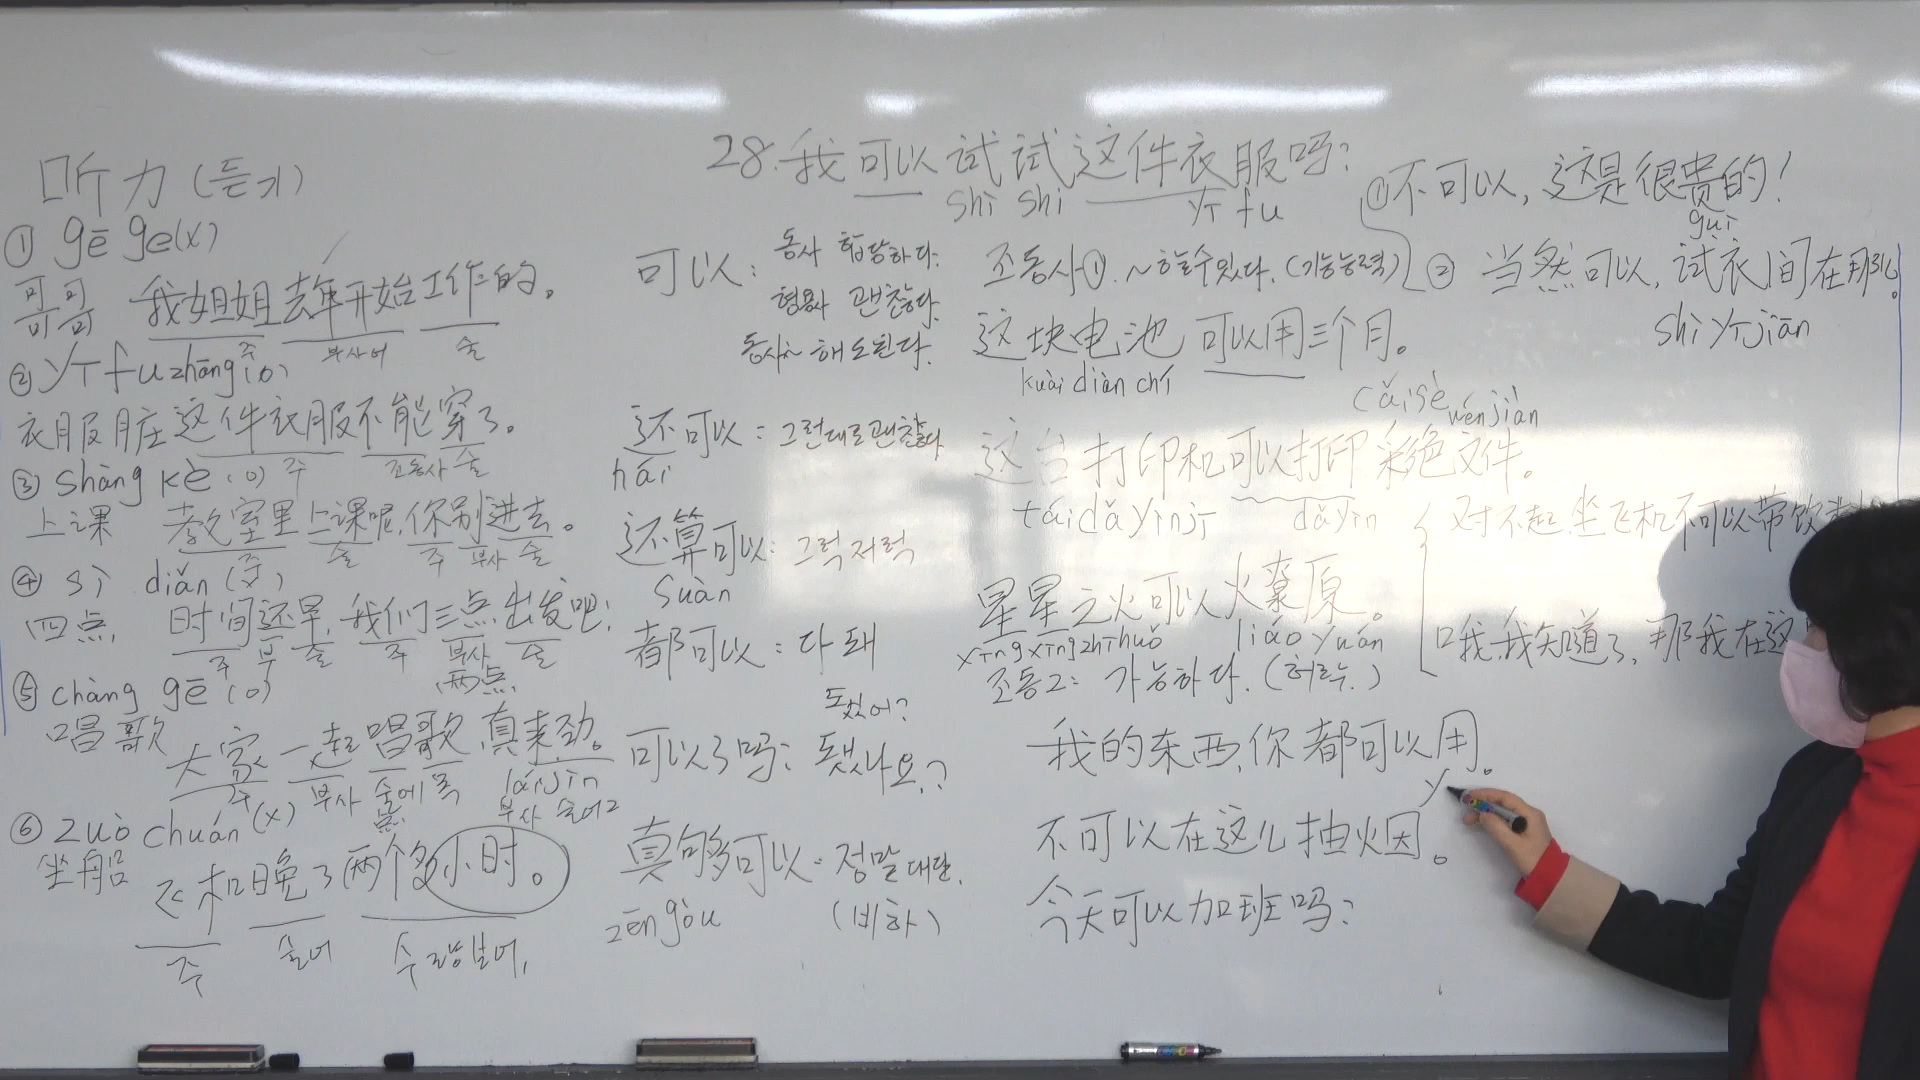 听力 (듣기)
① gē ge(x)
哥哥 我姐姐去年开始工作的。
주 부사어 술
② yī fu zhāng (o)
衣服脏 这件衣服不能穿了。
주 조동사 술
③ shàng kè (o)
上课 教室里上课呢,你别进去。
주 술 주 부사 술
④ sì diǎn (x)
四点 时间还早,我们三点出发吧!
주 부 술 주 부사 술
两点
⑤ chàng gē (o)
唱歌 大家一起唱歌,真来劲。
láijìn
주 부사 술어 목 부사 술어2
⑥ zuò chuán (x)
坐船 飞机晚了两个多小时。
주 술어 수량보어,
28.我可以试试这件衣服吗?
shì shi yī fu
可以: 동사 합당하다.
형용사 괜찮다.
동사 해도된다.
还可以: 그런대로괜찮다
hái
还算可以: 그럭저럭
suàn
都可以: 다 돼
됐어?
可以了吗: 됐나요?
真够可以: 정말 대단.
zēn gòu (비하)
조동사①. ~할수있다. (기능능력)
这块电池 可以用三个月。
kuài diàn chí
cǎi sè wénjiàn
这台打印机可以打印彩色文件。
tái dǎ yìn jī dǎ yìn
星星之火可以火燎原。
xīng xīng zhī huǒ liáo yuán
조동2: 가능하다. (허락.)
我的东西,你都可以用。
不可以在这儿抽烟。
今天可以加班吗?
①不可以,这是很贵的!
guì
② 当然可以,试衣间在那儿。
shì yī jiān
对不起,坐飞机不可以带饮料
哦,我知道了,那我在这